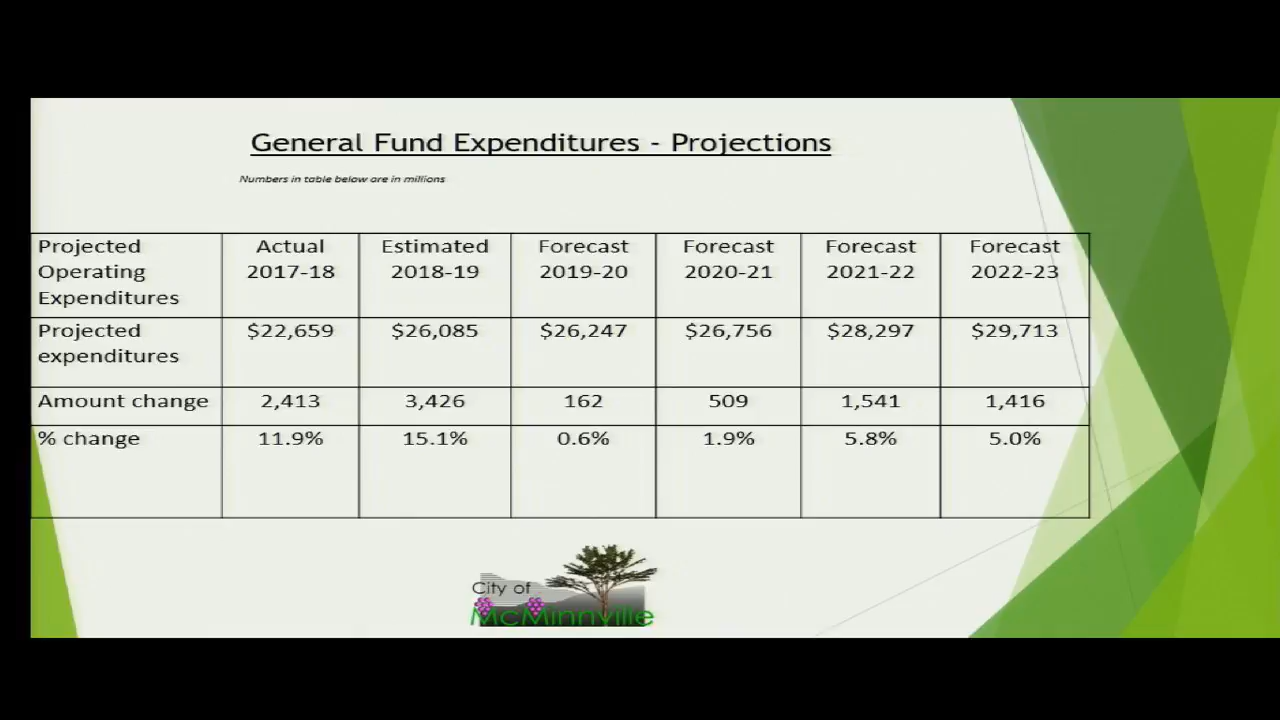 General Fund Expenditures - Projections
Numbers in table below are in millions
Projected Operating Expenditures Actual 2017-18 Estimated 2018-19 Forecast 2019-20 Forecast 2020-21 Forecast 2021-22 Forecast 2022-23
Projected expenditures $22,659 $26,085 $26,247 $26,756 $28,297 $29,713
Amount change 2,413 3,426 162 509 1,541 1,416
% change 11.9% 15.1% 0.6% 1.9% 5.8% 5.0%
City of
McMinnville